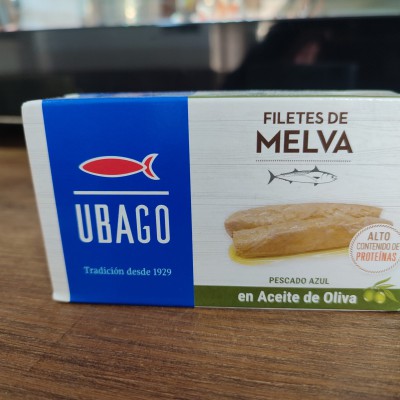 UBAGO
Tradición desde 1929
FILETES DE
MELVA
ALTO
CONTENIDO DE
PROTEÍNAS
PESCADO AZUL
en Aceite de Oliva